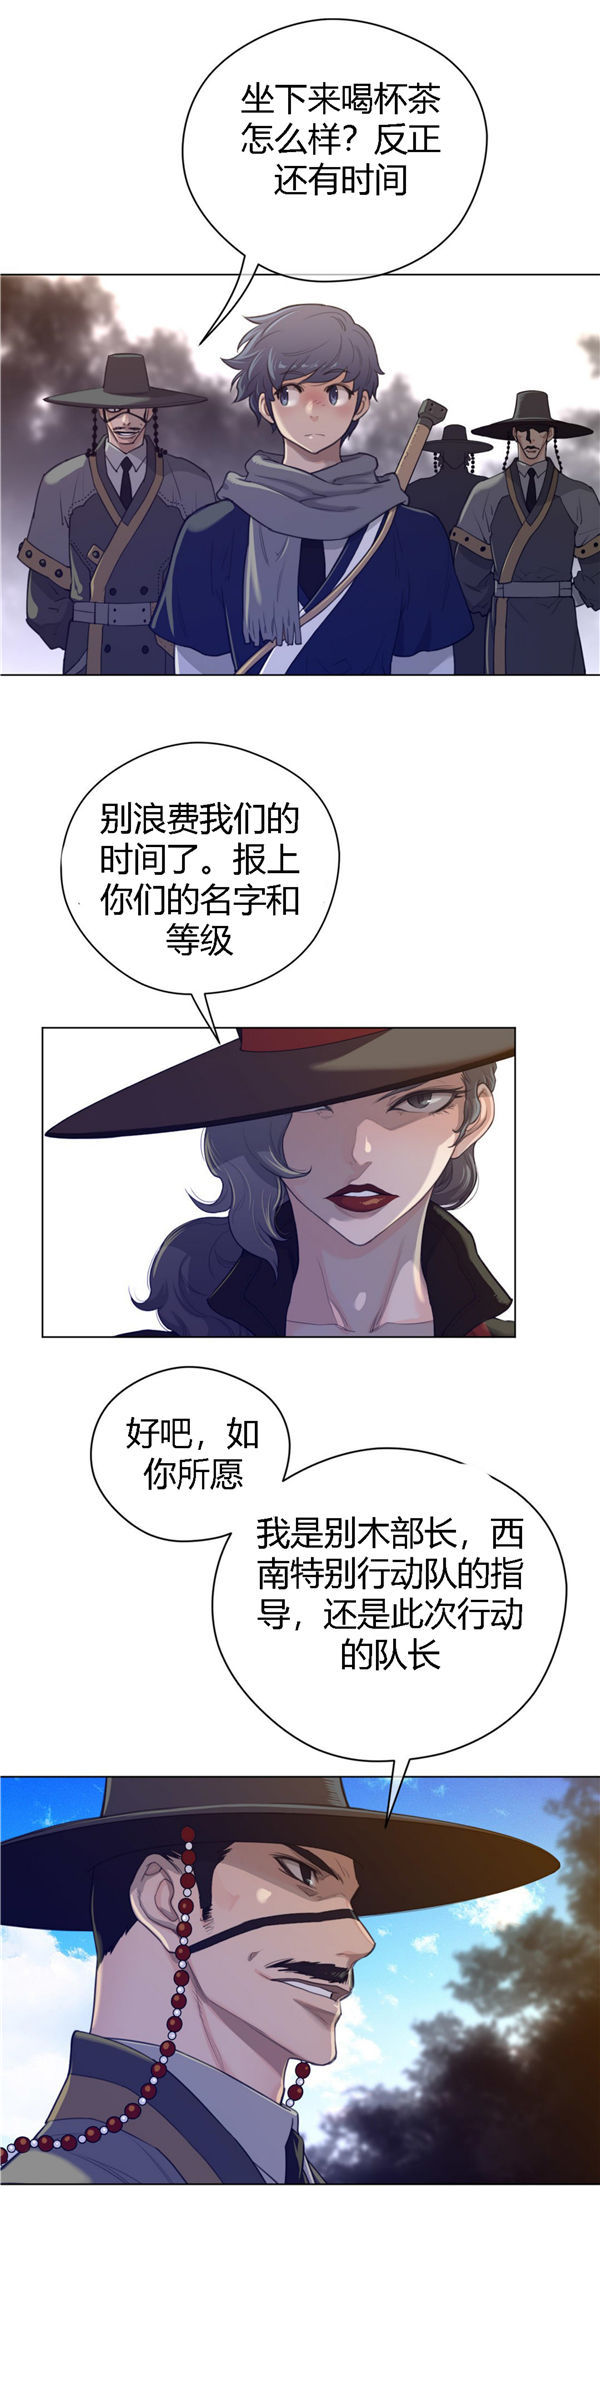 坐下来喝杯茶
怎么样？反正
还有时间
别浪费我们的
时间了。报上
你们的名字和
等级
好吧，如
你所愿
我是别木部长，西
南特别行动队的指
导，还是此次行动
的队长